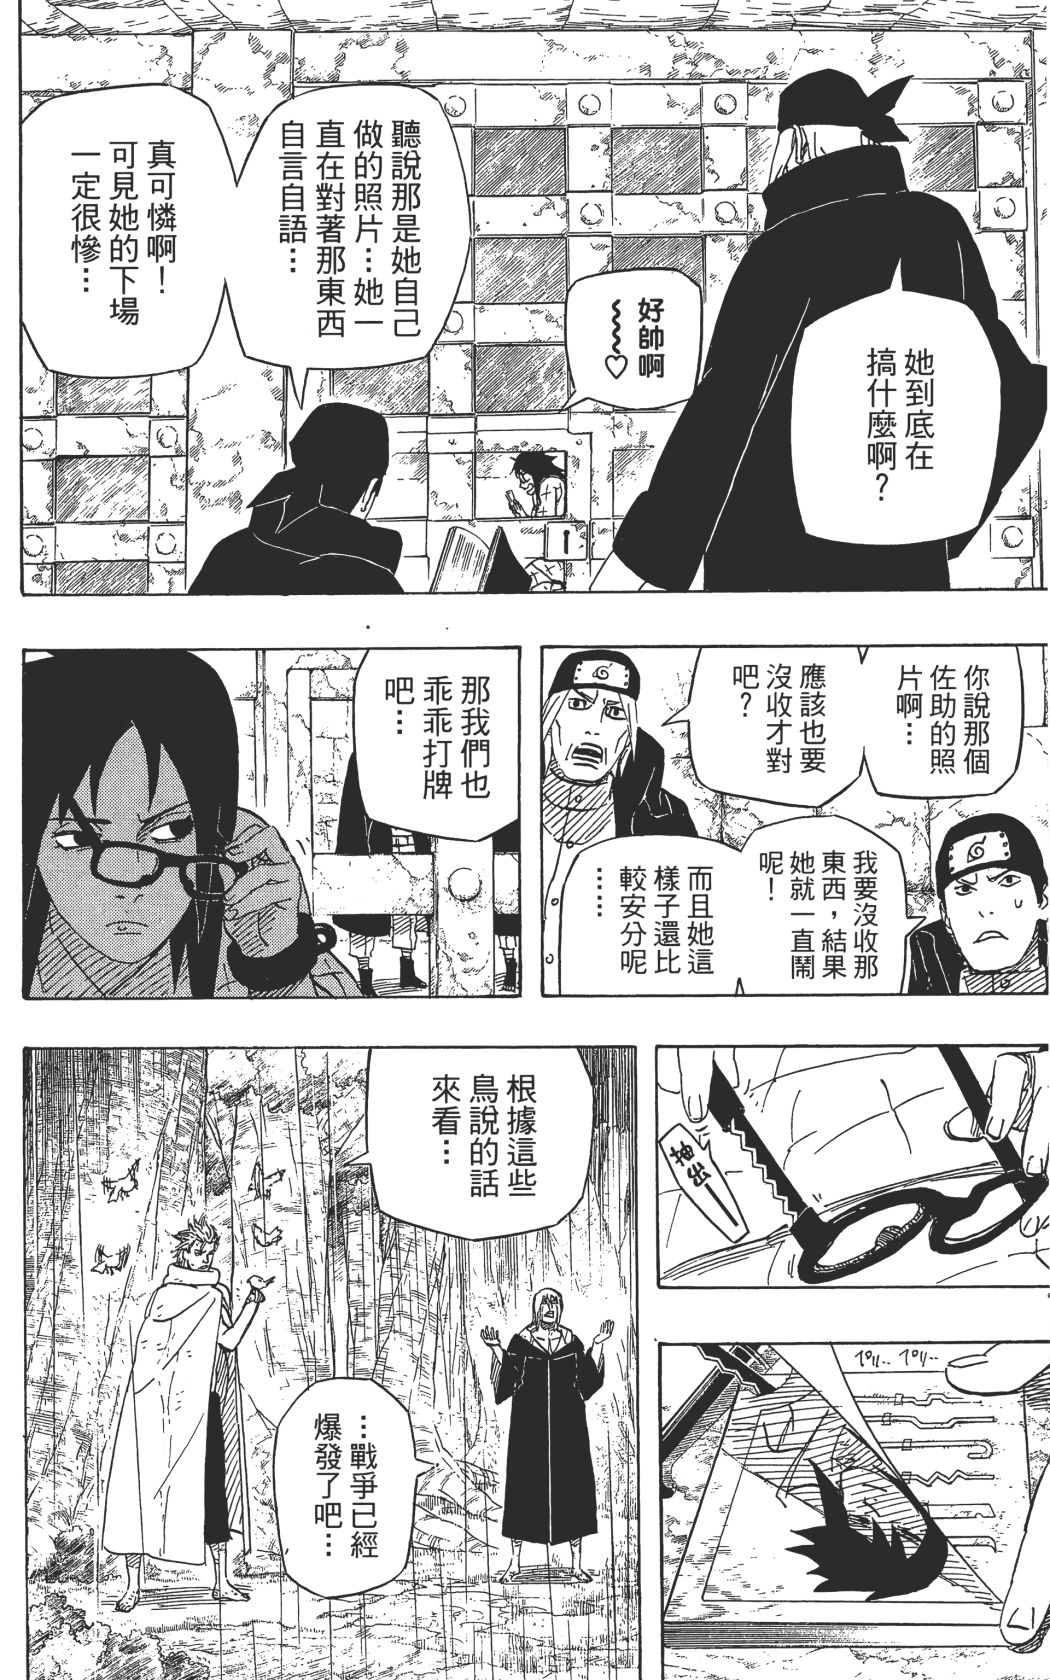 她到底在
搞什麼啊？
好帥啊
聽說那是她自己
做的照片…她一
直在對著那東西
自言自語…
真可憐啊！
可見她的下場
一定很慘…
你說那個
佐助的照
片啊…
應該也要
沒收才對
吧？
我要沒收那
東西，結果
她就一直鬧
呢！
而且她這
樣子還比
較安分呢
……
那我們也
乖乖打牌
吧…
抽出
ペリ‥
ペリ‥
根據這些
鳥說的話
來看…
…戰爭已經
爆發了吧…